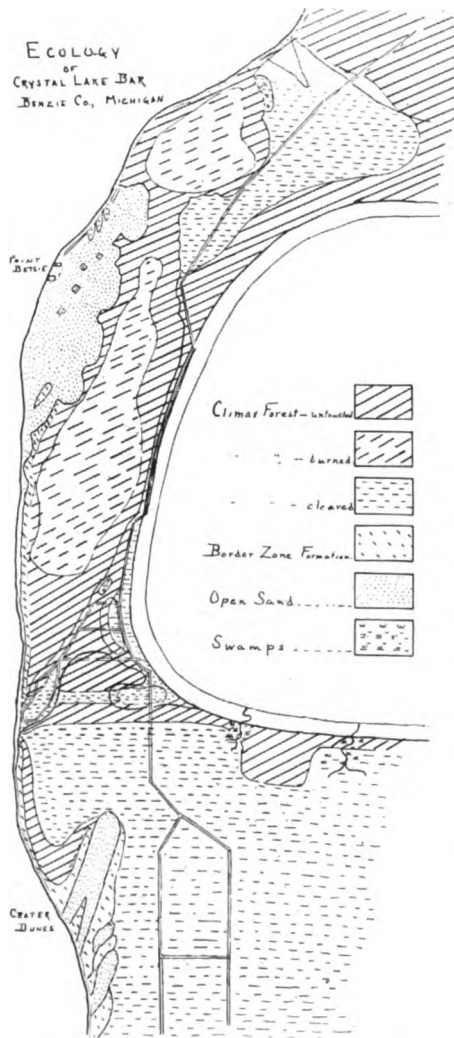 ECOLOGY
OF
CRYSTAL LAKE BAR
BENZIE CO., MICHIGAN
POINT
BETSIE
Climax Forest — untouched
" " — burned
" " — cleared
Border Zone Formation
Open Sand
Swamps
CRATER
DUNES